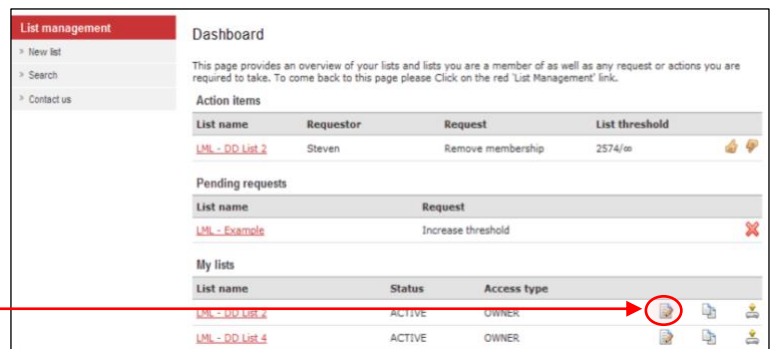 List management
> New list
> Search
> Contact us
Dashboard
This page provides an overview of your lists and lists you are a member of as well as any request or actions you are
required to take. To come back to this page please Click on the red 'List Management' link.
Action items
List name Requestor Request List threshold
LML - DD List 2 Steven Remove membership 2574/∞
Pending requests
List name Request
LML - Example Increase threshold
My lists
List name Status Access type
LML - DD List 2 ACTIVE OWNER
LML - DD List 4 ACTIVE OWNER